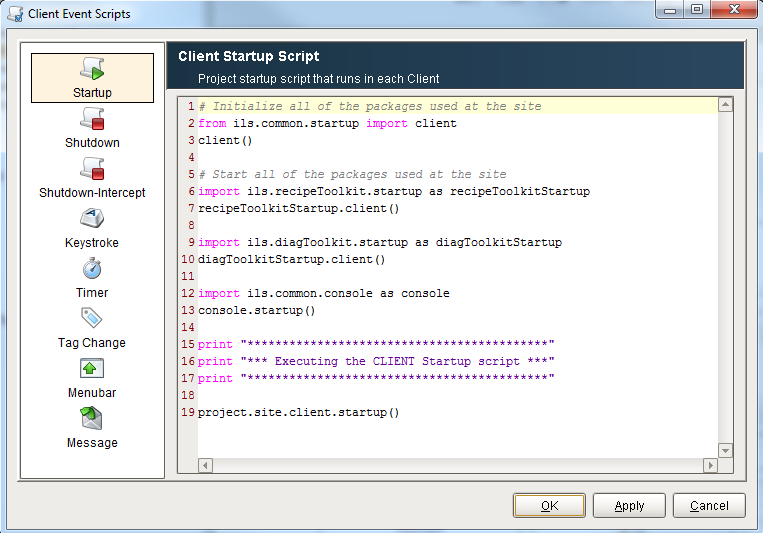 Client Event Scripts
Startup
Shutdown
Shutdown-Intercept
Keystroke
Timer
Tag Change
Menubar
Message
Client Startup Script
Project startup script that runs in each Client
1 # Initialize all of the packages used at the site
2 from ils.common.startup import client
3 client()
4
5 # Start all of the packages used at the site
6 import ils.recipeToolkit.startup as recipeToolkitStartup
7 recipeToolkitStartup.client()
8
9 import ils.diagToolkit.startup as diagToolkitStartup
10 diagToolkitStartup.client()
11
12 import ils.common.console as console
13 console.startup()
14
15 print "*******************************************"
16 print "*** Executing the CLIENT Startup script ***"
17 print "*******************************************"
18
19 project.site.client.startup()
OK Apply Cancel